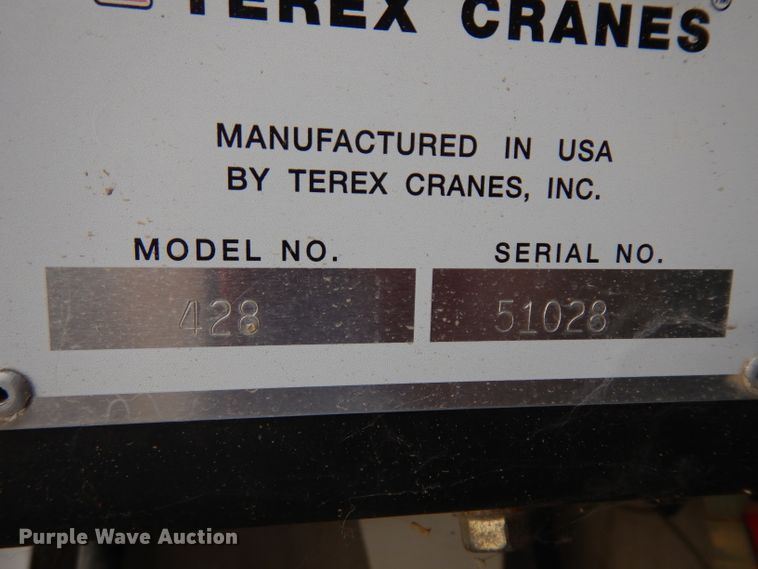 TEREX CRANES
MANUFACTURED IN USA
BY TEREX CRANES, INC.
MODEL NO. SERIAL NO.
428 51028
Purple Wave Auction